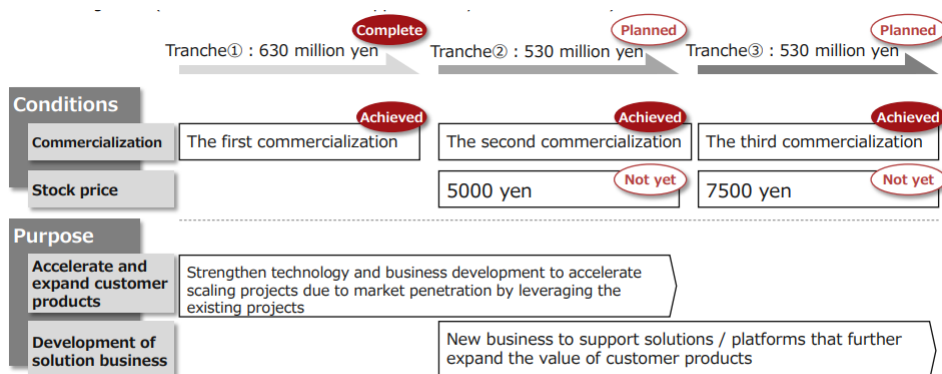 Complete
Planned
Planned
Tranche① : 630 million yen
Tranche② : 530 million yen
Tranche③ : 530 million yen
Conditions
Achieved
Achieved
Achieved
Commercialization
The first commercialization
The second commercialization
The third commercialization
Stock price
5000 yen
Not yet
7500 yen
Not yet
Purpose
Accelerate and
expand customer
products
Strengthen technology and business development to accelerate
scaling projects due to market penetration by leveraging the
existing projects
Development of
solution business
New business to support solutions / platforms that further
expand the value of customer products